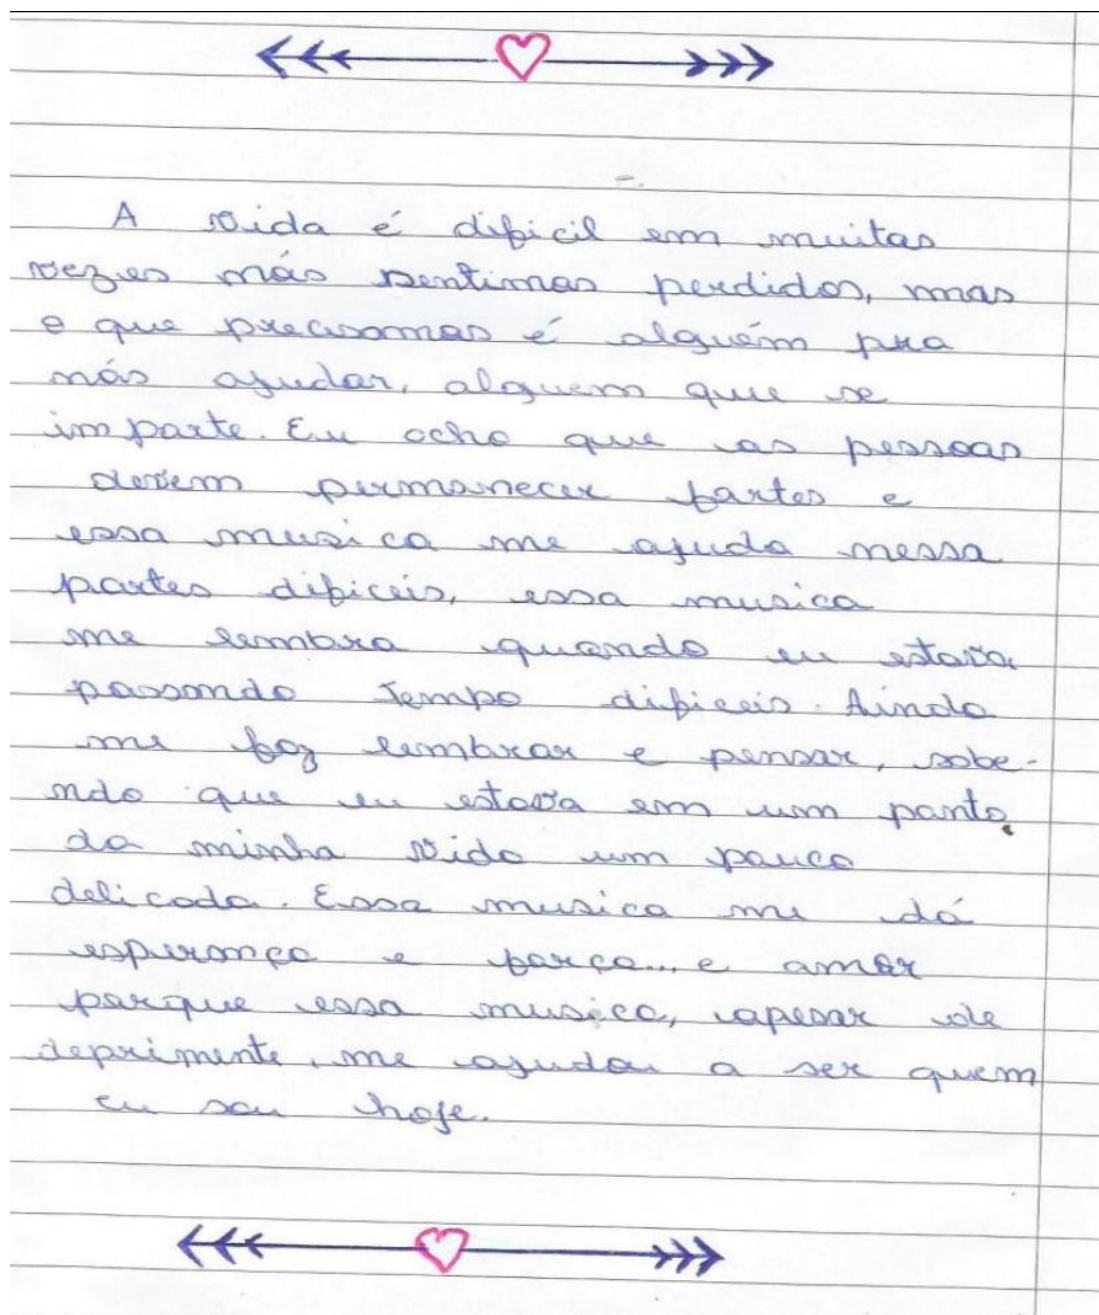 A vida é dificil em muitas
vezes nós sentimos perdidos, mas
o que precisamos é alguém pra
nós ajudar, alguem que se
importe. Eu acho que as pessoas
devem permanecer fortes e
essa musica me ajuda nessa
partes dificeis, essa musica
me lembra quando eu estava
passando tempo dificeis. Ainda
me faz lembrar e pensar, sabe-
ndo que eu estava em um ponto
da minha vida um pouco
delicada. Essa musica me dá
esperança e força... e amor
porque essa musica, apesar de
deprimente, me ajudou a ser quem
eu sou hoje.